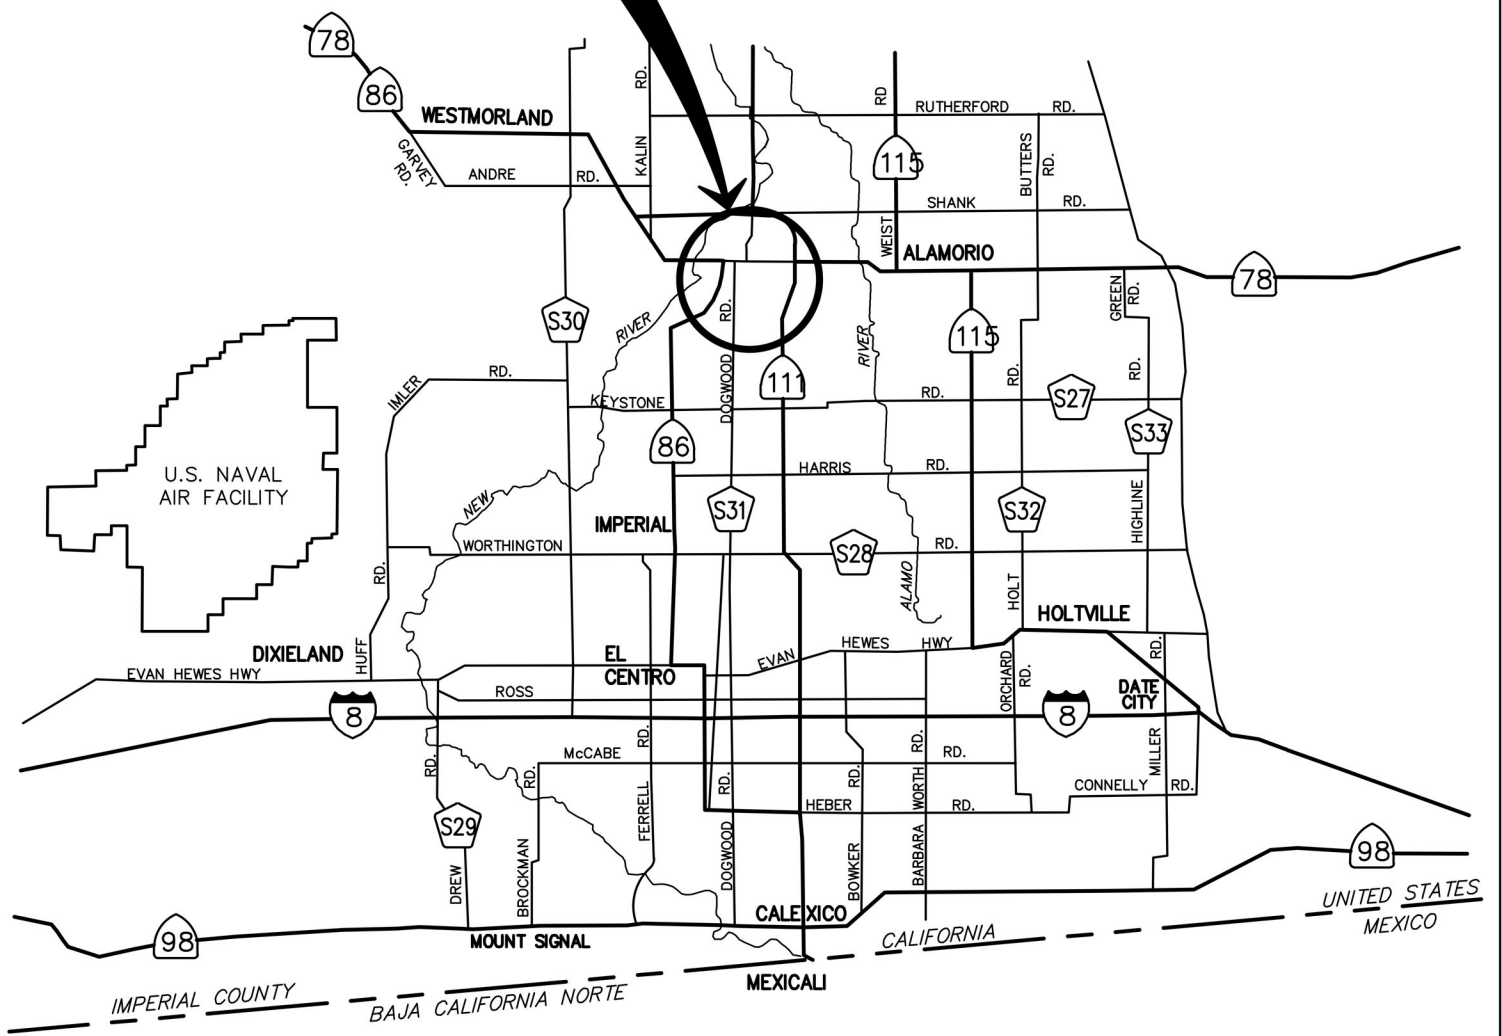 78
86
WESTMORLAND
GARVEY
RD.
ANDRE
RD.
KALIN
RD.
RD
RUTHERFORD
RD.
115
BUTTERS
RD.
SHANK
RD.
WEIST
ALAMORIO
78
GREEN
RD.
S30
RIVER
RD.
RIVER
115
IMLER
RD.
KEYSTONE
DOGWOOD
111
RD.
RD.
S27
RD.
S33
86
U.S. NAVAL
AIR FACILITY
HARRIS
RD.
NEW
IMPERIAL
S31
S32
HIGHLINE
WORTHINGTON
S28
RD.
RD.
ALAMO
HOLT
HOLTVILLE
DIXIELAND
HUFF
EL
CENTRO
EVAN
HEWES
HWY
ORCHARD
RD.
RD.
EVAN HEWES HWY
ROSS
DATE
CITY
8
8
RD.
McCABE
RD.
RD.
RD.
RD.
RD.
RD.
RD.
MILLER
CONNELLY
RD.
S29
FERRELL
HEBER
WORTH
RD.
DREW
BROCKMAN
DOGWOOD
BOWKER
BARBARA
98
98
MOUNT SIGNAL
CALEXICO
CALIFORNIA
UNITED STATES
MEXICO
MEXICALI
IMPERIAL COUNTY
BAJA CALIFORNIA NORTE